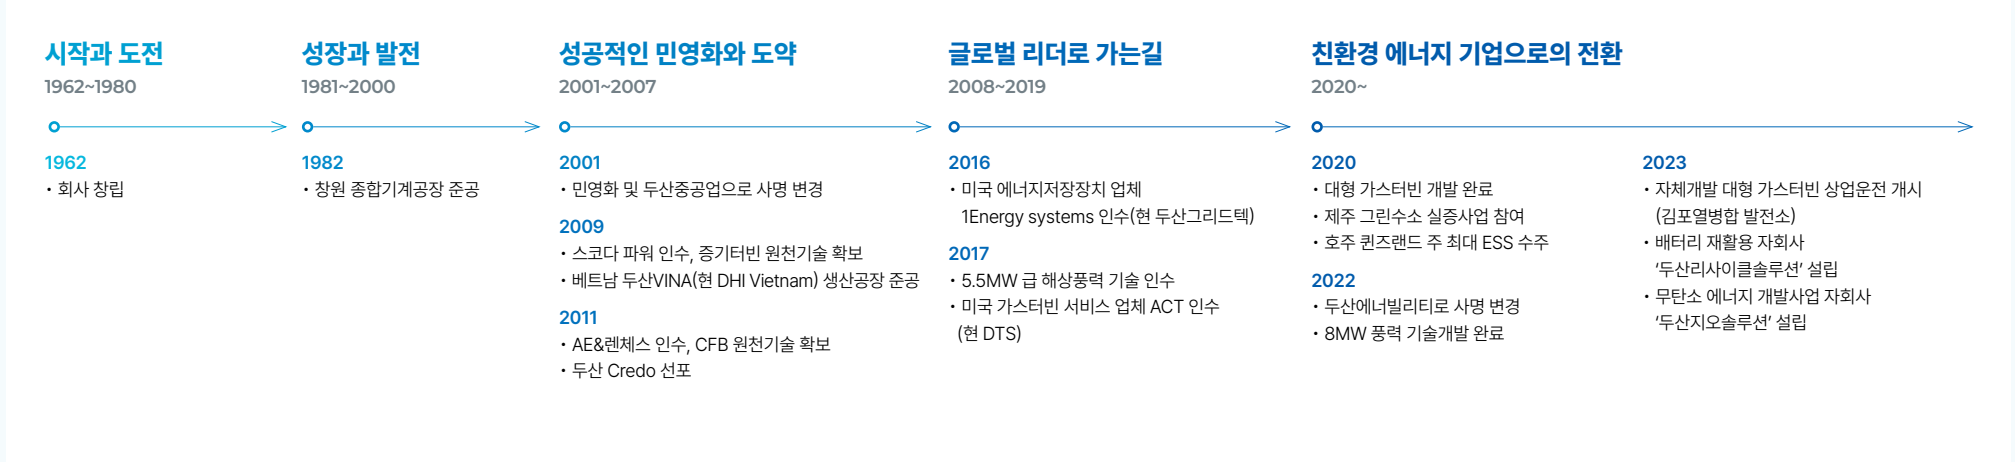 시작과 도전
1962~1980
1962
• 회사 창립
성장과 발전
1981~2000
1982
• 창원 종합기계공장 준공
성공적인 민영화와 도약
2001~2007
2001
• 민영화 및 두산중공업으로 사명 변경
2009
• 스코다 파워 인수, 증기터빈 원천기술 확보
• 베트남 두산VINA(현 DHI Vietnam) 생산공장 준공
2011
• AE&렌체스 인수, CFB 원천기술 확보
• 두산 Credo 선포
글로벌 리더로 가는길
2008~2019
2016
• 미국 에너지저장장치 업체
1Energy systems 인수(현 두산그리드텍)
2017
• 5.5MW 급 해상풍력 기술 인수
• 미국 가스터빈 서비스 업체 ACT 인수
(현 DTS)
친환경 에너지 기업으로의 전환
2020~
2020
• 대형 가스터빈 개발 완료
• 제주 그린수소 실증사업 참여
• 호주 퀸즈랜드 주 최대 ESS 수주
2022
• 두산에너빌리티로 사명 변경
• 8MW 풍력 기술개발 완료
2023
• 자체개발 대형 가스터빈 상업운전 개시
(김포열병합 발전소)
• 배터리 재활용 자회사
‘두산리사이클솔루션’ 설립
• 무탄소 에너지 개발사업 자회사
‘두산지오솔루션’ 설립